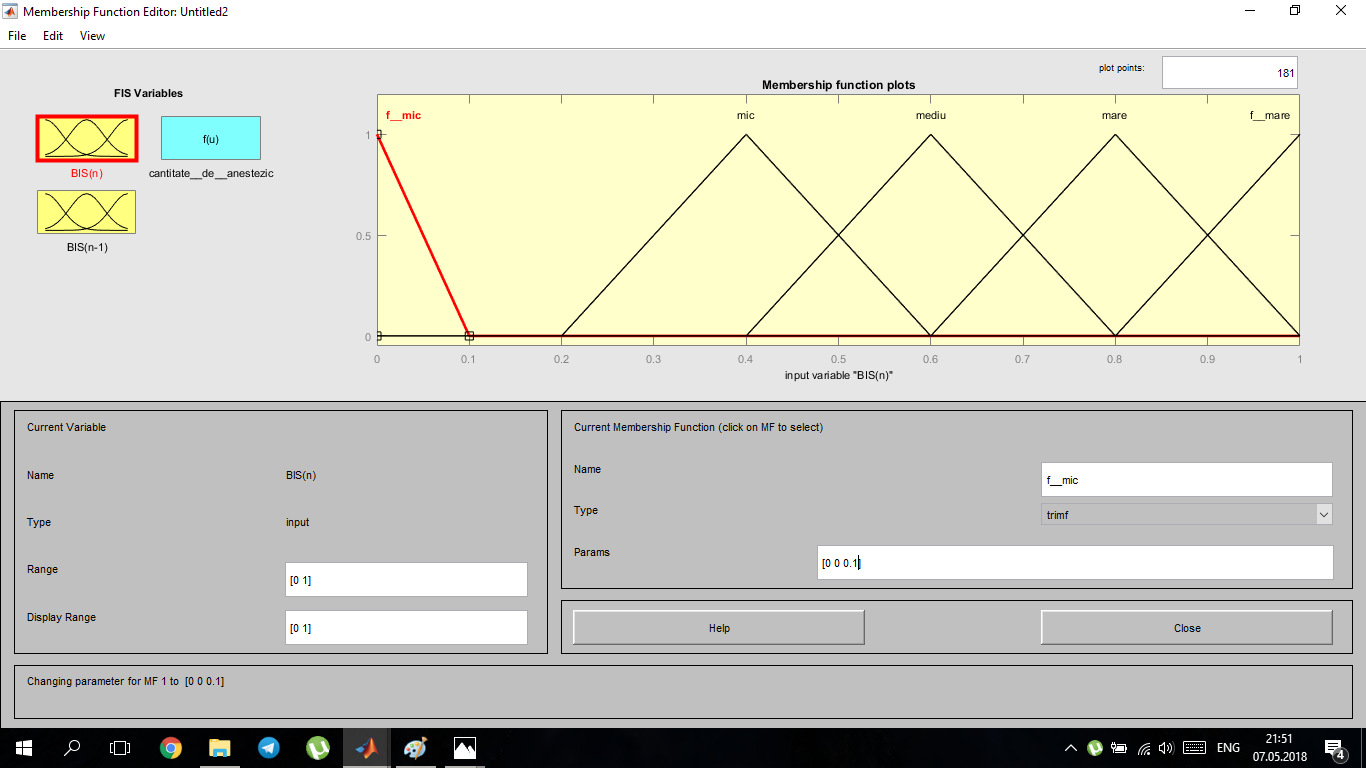 Membership Function Editor: Untitled2
File Edit View
plot points: 181
FIS Variables
Membership function plots
f(u)
BIS(n)
cantitate__de__anestezic
BIS(n-1)
f__mic mic mediu mare f__mare
1
0.5
0
0 0.1 0.2 0.3 0.4 0.5 0.6 0.7 0.8 0.9 1
input variable "BIS(n)"
Current Variable
Name BIS(n)
Type input
Range [0 1]
Display Range [0 1]
Current Membership Function (click on MF to select)
Name f__mic
Type trimf
Params [0 0 0.1]
Help Close
Changing parameter for MF 1 to [0 0 0.1]
ENG 21:51
07.05.2018 4